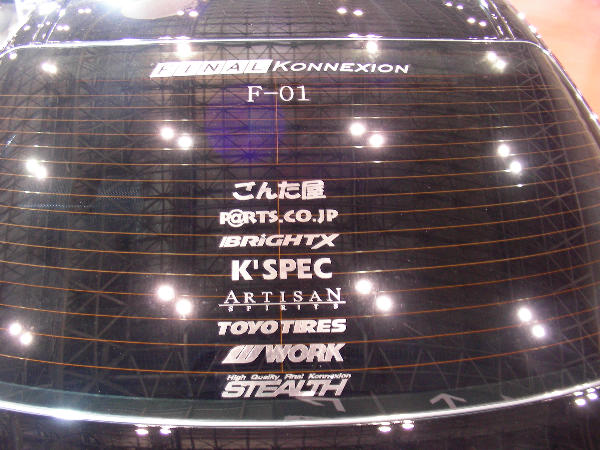 FINAL KONNEXION
F-01
こんた屋
P@RTS.CO.JP
BRIGHTX
K'SPEC
ARTISAN
SPIRITS
TOYO TIRES
WORK
High Quality Final Konnexion
STEALTH